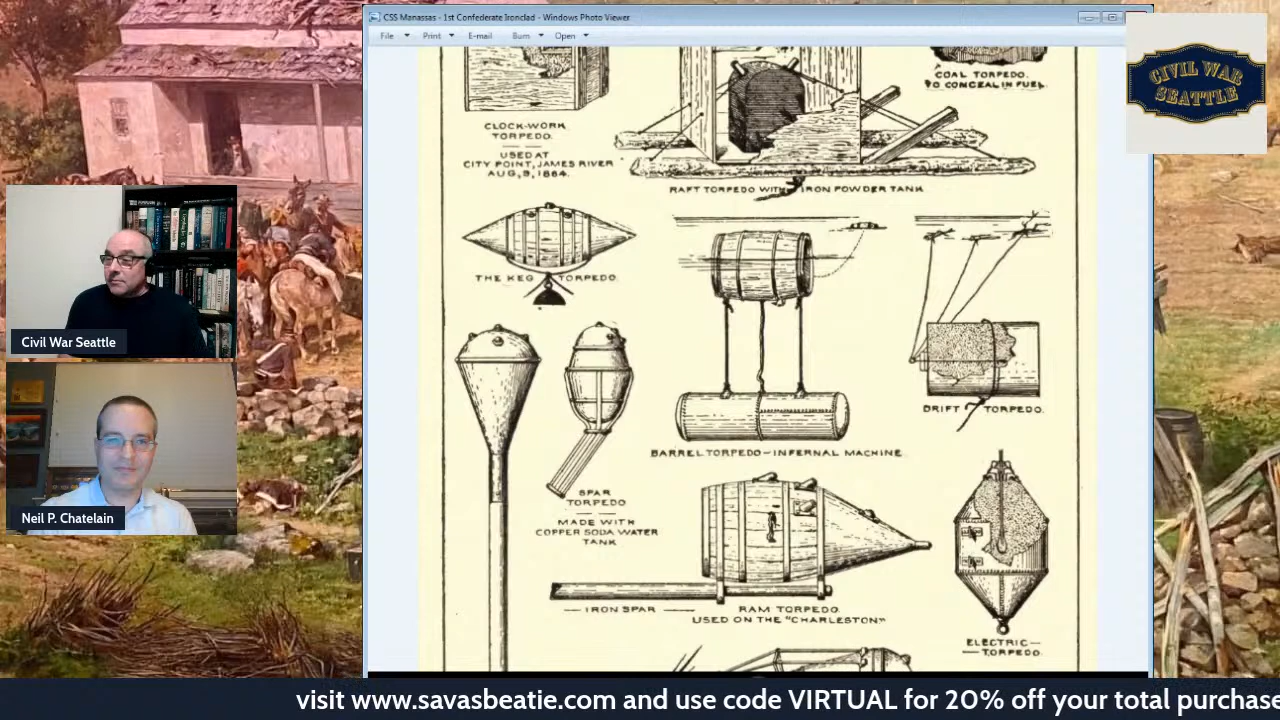 CSS Manassas - 1st Confederate Ironclad - Windows Photo Viewer
File Print E-mail Burn Open
CIVIL WAR
SEATTLE
COAL TORPEDO.
TO CONCEAL IN FUEL.
CLOCK-WORK
TORPEDO.
USED AT
CITY POINT, JAMES RIVER
AUG, 9, 1864.
RAFT TORPEDO WITH IRON POWDER TANK
THE KEG TORPEDO.
DRIFT TORPEDO.
BARREL TORPEDO-INFERNAL MACHINE
SPAR
TORPEDO
MADE WITH
COPPER SODA WATER
TANK
IRON SPAR
RAM TORPEDO.
USED ON THE "CHARLESTON"
ELECTRIC-
TORPEDO.
Civil War Seattle
Neil P. Chatelain
visit www.savasbeatie.com and use code VIRTUAL for 20% off your total purchase